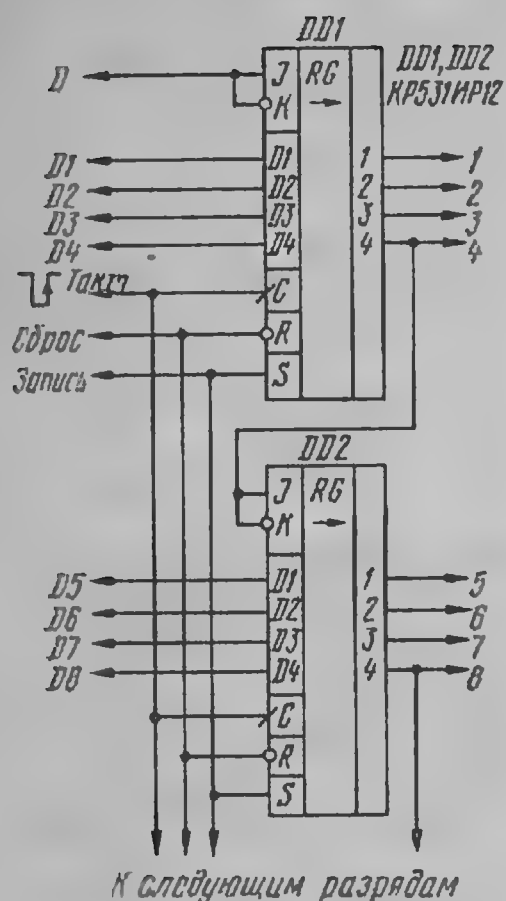 DD1
D
J
RG
K
DD1, DD2
КР531ИР12
D1
D1
1
1
D2
D2
2
2
D3
D3
3
3
D4
D4
4
4
Такт
C
Сброс
R
Запись
S
DD2
J
RG
K
D5
D1
1
5
D6
D2
2
6
D7
D3
3
7
D8
D4
4
8
C
R
S
К следующим разрядам